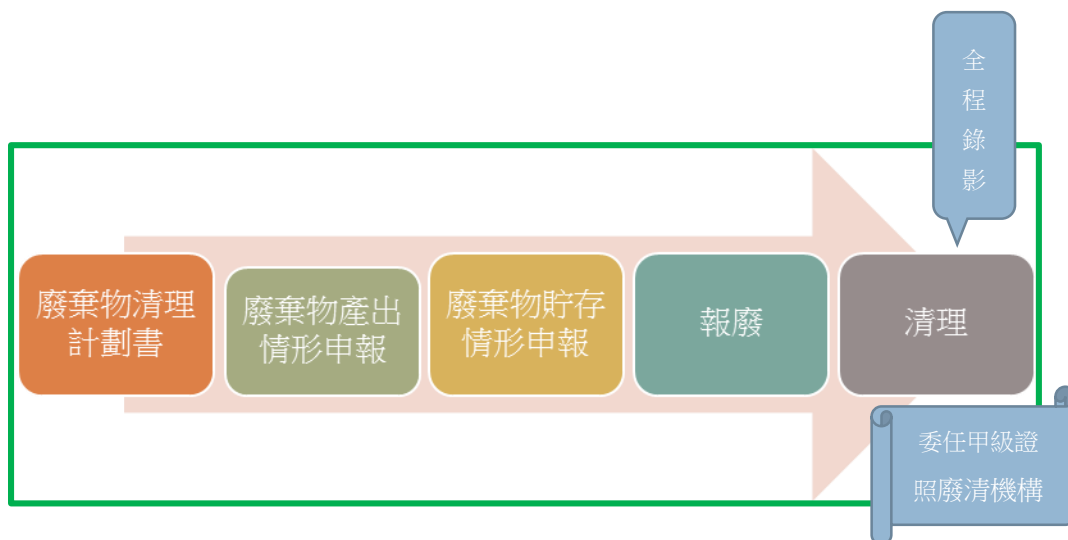 全
程
錄
影
廢棄物清理
計劃書
廢棄物產出
情形申報
廢棄物貯存
情形申報
報廢
清理
委任甲級證
照廢清機構